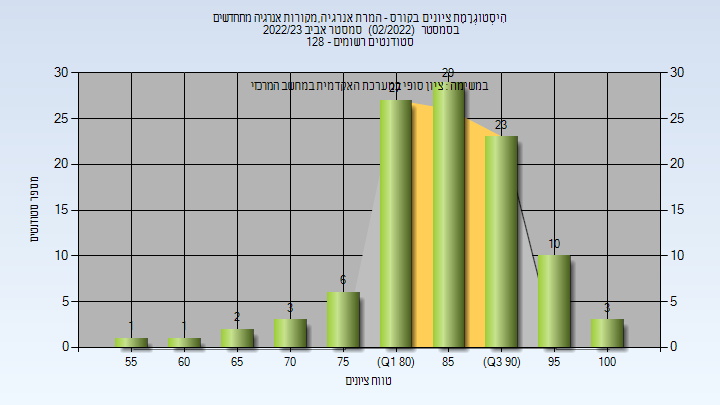 היסטוגרמת ציונים בקורס - המרת אנרגיה,מקורות אנרגיה מתחדשים
בסמסטר (02/2022) סמסטר אביב 2022/23
סטודנטים רשומים - 128
במשימה : ציון סופי במערכת האקדמית במחשב המרכזי
30 30
25 25
20 20
15 15
10 10
5 5
0 0
1 1 2 3 6 27 29 23 10 3
55 60 65 70 75 (Q1 80) 85 (Q3 90) 95 100
מספר סטודנטים
טווח ציונים